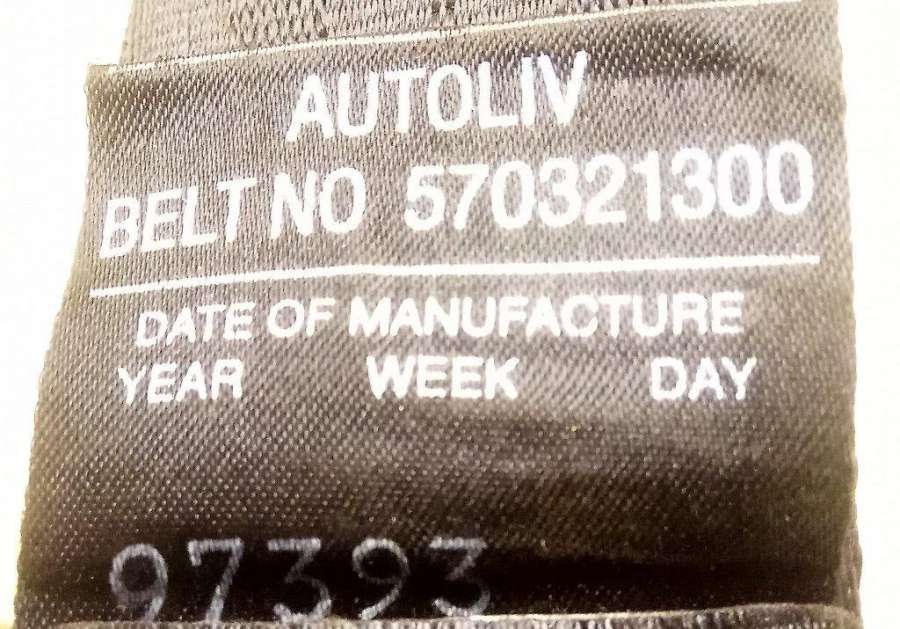 AUTOLIV
BELT NO 570321300
DATE OF MANUFACTURE
YEAR WEEK DAY
97393